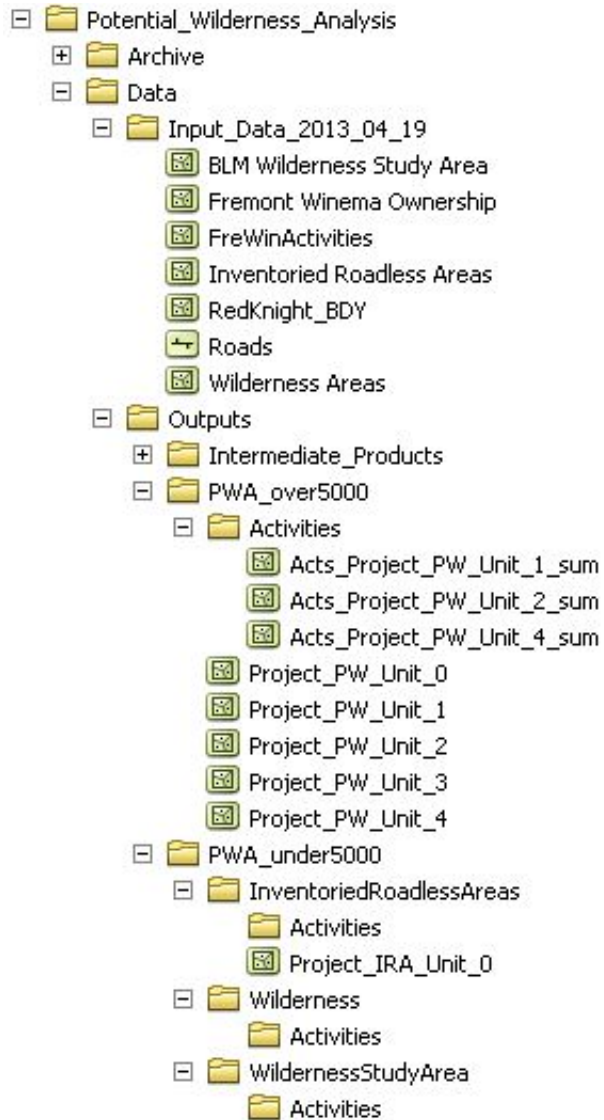 Potential_Wilderness_Analysis
Archive
Data
Input_Data_2013_04_19
BLM Wilderness Study Area
Fremont Winema Ownership
FreWinActivities
Inventoried Roadless Areas
RedKnight_BDY
Roads
Wilderness Areas
Outputs
Intermediate_Products
PWA_over5000
Activities
Acts_Project_PW_Unit_1_sum
Acts_Project_PW_Unit_2_sum
Acts_Project_PW_Unit_4_sum
Project_PW_Unit_0
Project_PW_Unit_1
Project_PW_Unit_2
Project_PW_Unit_3
Project_PW_Unit_4
PWA_under5000
InventoriedRoadlessAreas
Activities
Project_IRA_Unit_0
Wilderness
Activities
WildernessStudyArea
Activities